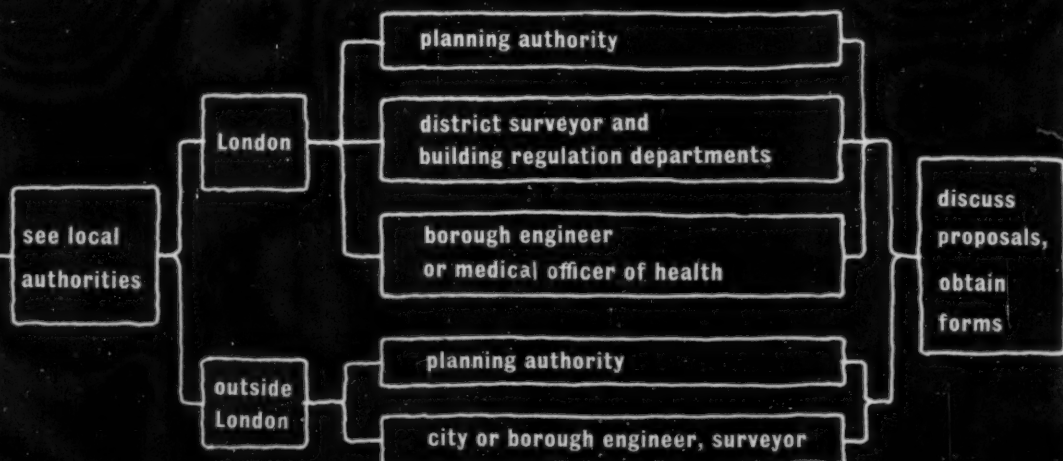 see local
authorities
London
outside
London
planning authority
district surveyor and
building regulation departments
borough engineer
or medical officer of health
planning authority
city or borough engineer, surveyor
discuss
proposals,
obtain
forms